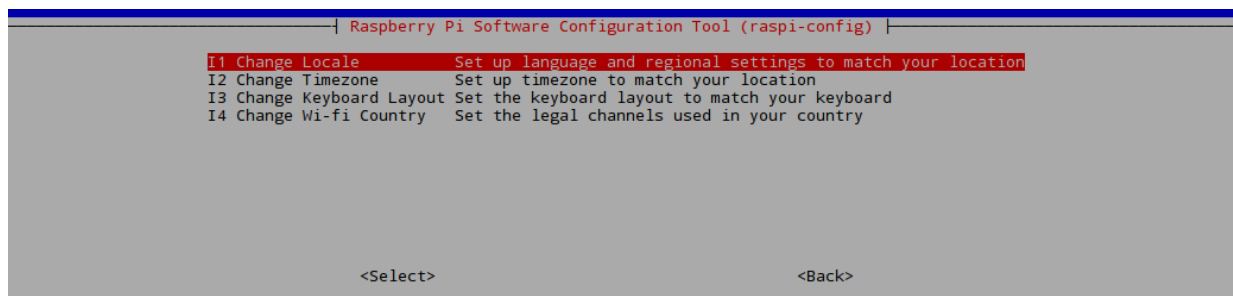 Raspberry Pi Software Configuration Tool (raspi-config)
I1 Change Locale Set up language and regional settings to match your location
I2 Change Timezone Set up timezone to match your location
I3 Change Keyboard Layout Set the keyboard layout to match your keyboard
I4 Change Wi-fi Country Set the legal channels used in your country
<Select> <Back>